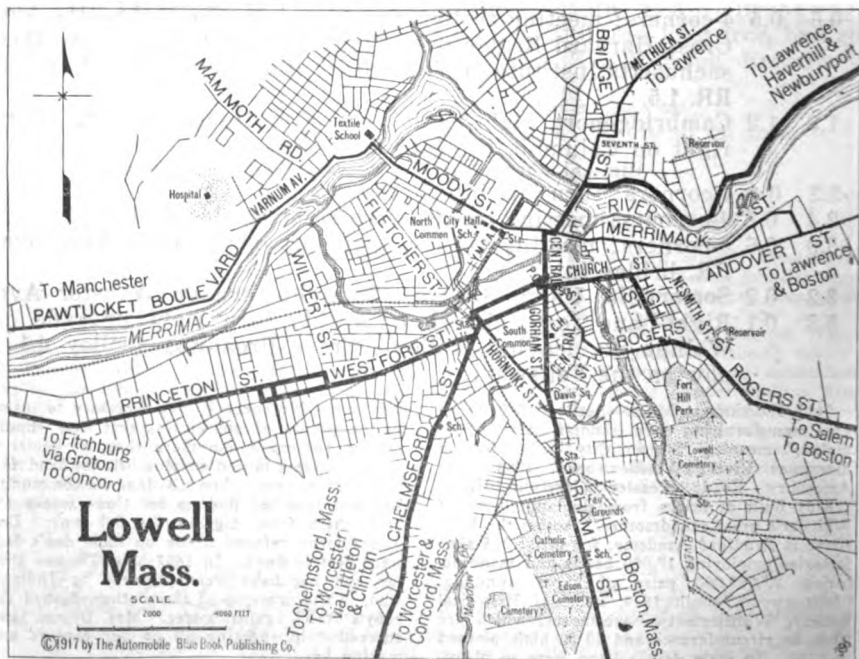 BRIDGE
METHUEN ST.
To Lawrence
To Lawrence,
Haverhill &
Newburyport
RR. 1.5
Cambrid
MAMMOTH RD.
Textile
School
SEVENTH ST.
Reservoir
ST.
MOODY ST.
Hospital
VARNUM AV.
FLETCHER ST.
North
Common
City Hall
Sch.
Y.M.C.A.
RIVER
MERRIMACK
ST.
CENTRAL
CHURCH ST.
ANDOVER ST.
To Lawrence
& Boston
To Manchester
PAWTUCKET BOULEVARD
MERRIMAC
WILDER ST.
HIGH ST.
NESMITH ST.
ROGERS
Reservoir
GORHAM ST.
CENTRAL ST.
South
Common
WESTFORD ST.
PRINCETON ST.
THORNDIKE ST.
Davis Sq.
Fort
Hill
Park
ROGERS ST.
To Salem
To Boston
To Fitchburg
via Groton
To Concord
Sch.
CHELMSFORD ST.
Lowell
Cemetery
Sta.
GORHAM ST.
Fair
Grounds
Catholic
Cemetery
Sch.
Edson
Cemetery
Cemetery
RIVER
Meadow
Lowell
Mass.
SCALE
2000 4000 FEET
To Chelmsford, Mass.
To Worcester
via Littleton
& Clinton.
To Worcester &
Concord, Mass.
To Boston, Mass.
©1917 by The Automobile Blue Book Publishing Co.